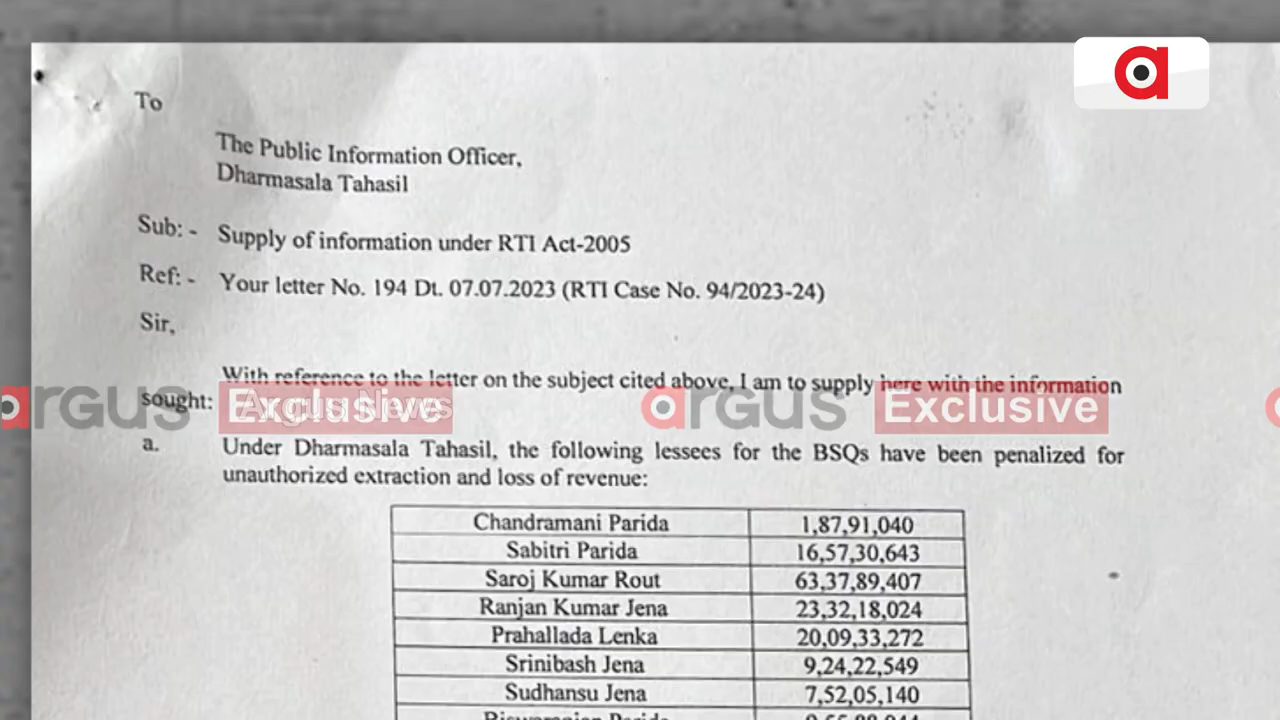 To
The Public Information Officer,
Dharmasala Tahasil
Sub: - Supply of information under RTI Act-2005
Ref: - Your letter No. 194 Dt. 07.07.2023 (RTI Case No. 94/2023-24)
Sir,
With reference to the letter on the subject cited above, I am to supply here with the information
sought:
argus Exclusive
Argus News
argus Exclusive
a. Under Dharmasala Tahasil, the following lessees for the BSQs have been penalized for
unauthorized extraction and loss of revenue:
Chandramani Parida 1,87,91,040
Sabitri Parida 16,57,30,643
Saroj Kumar Rout 63,37,89,407
Ranjan Kumar Jena 23,32,18,024
Prahallada Lenka 20,09,33,272
Srinibash Jena 9,24,22,549
Sudhansu Jena 7,52,05,140